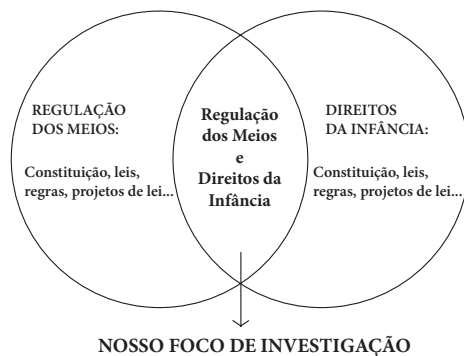 REGULAÇÃO
DOS MEIOS:
Constituição, leis,
regras, projetos de lei...
Regulação
dos Meios
e
Direitos da
Infância
DIREITOS
DA INFÂNCIA:
Constituição, leis,
regras, projetos de lei...
NOSSO FOCO DE INVESTIGAÇÃO